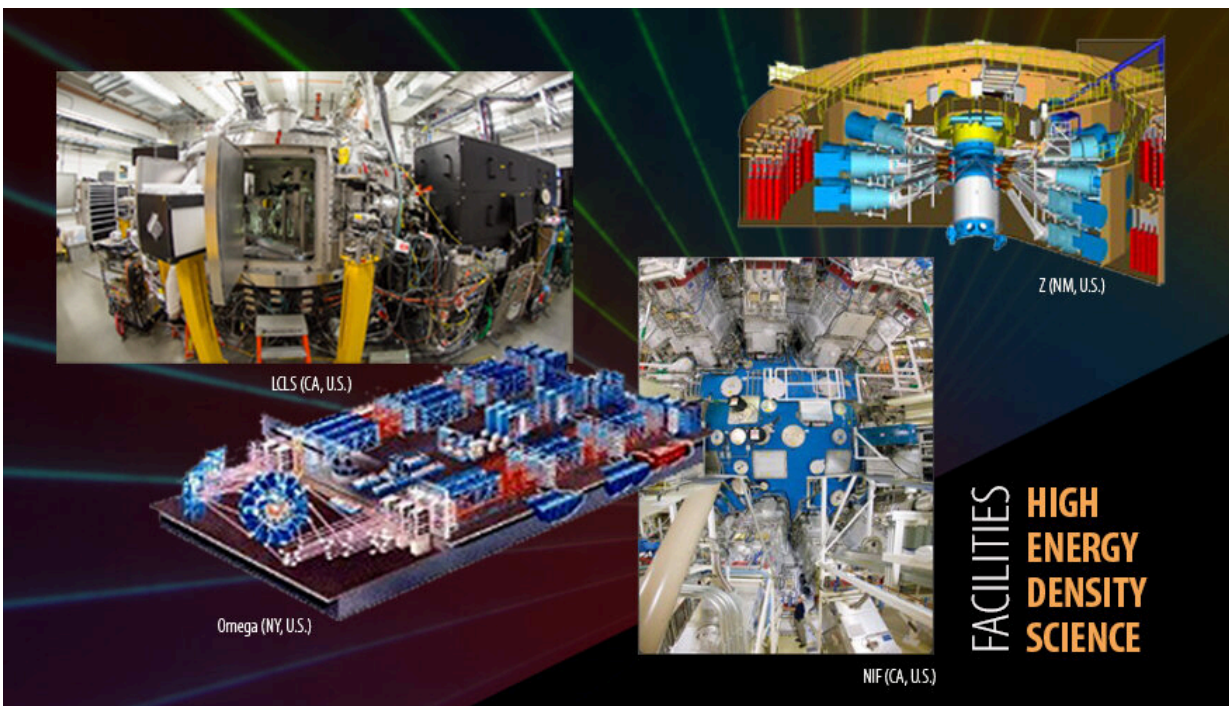 LCLS (CA, U.S.)
Z (NM, U.S.)
Omega (NY, U.S.)
NIF (CA, U.S.)
FACILITIES
HIGH
ENERGY
DENSITY
SCIENCE